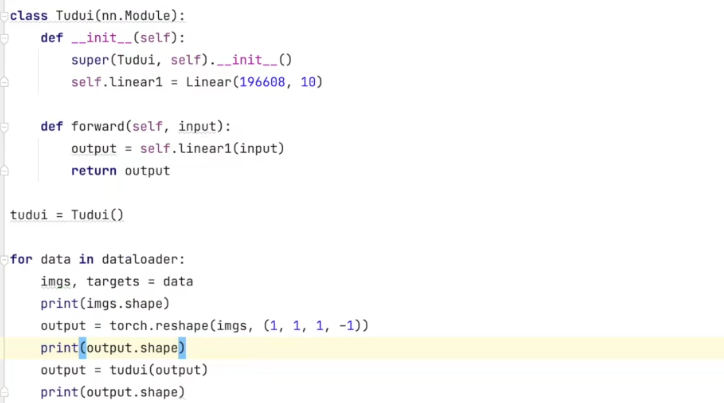 class Tudui(nn.Module):
    def __init__(self):
        super(Tudui, self).__init__()
        self.linear1 = Linear(196608, 10)

    def forward(self, input):
        output = self.linear1(input)
        return output

tudui = Tudui()

for data in dataloader:
    imgs, targets = data
    print(imgs.shape)
    output = torch.reshape(imgs, (1, 1, 1, -1))
    print(output.shape)
    output = tudui(output)
    print(output.shape)